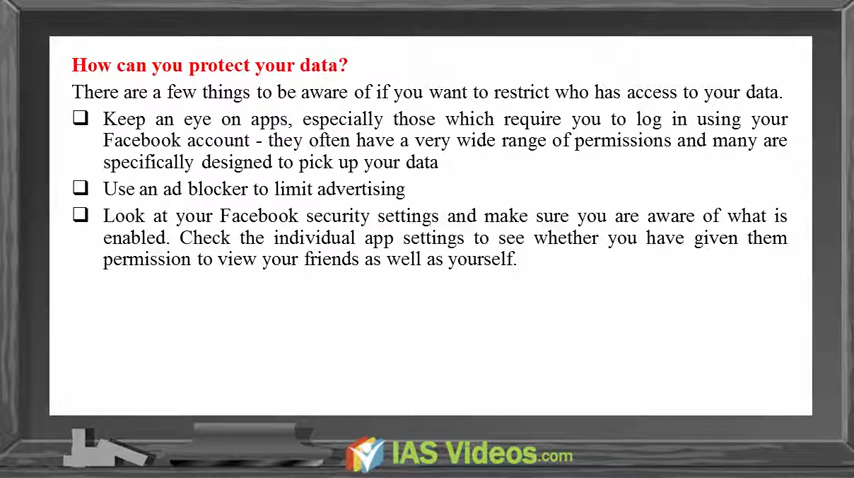 How can you protect your data?
There are a few things to be aware of if you want to restrict who has access to your data.
❑ Keep an eye on apps, especially those which require you to log in using your
Facebook account - they often have a very wide range of permissions and many are
specifically designed to pick up your data
❑ Use an ad blocker to limit advertising
❑ Look at your Facebook security settings and make sure you are aware of what is
enabled. Check the individual app settings to see whether you have given them
permission to view your friends as well as yourself.
IAS Videos.com